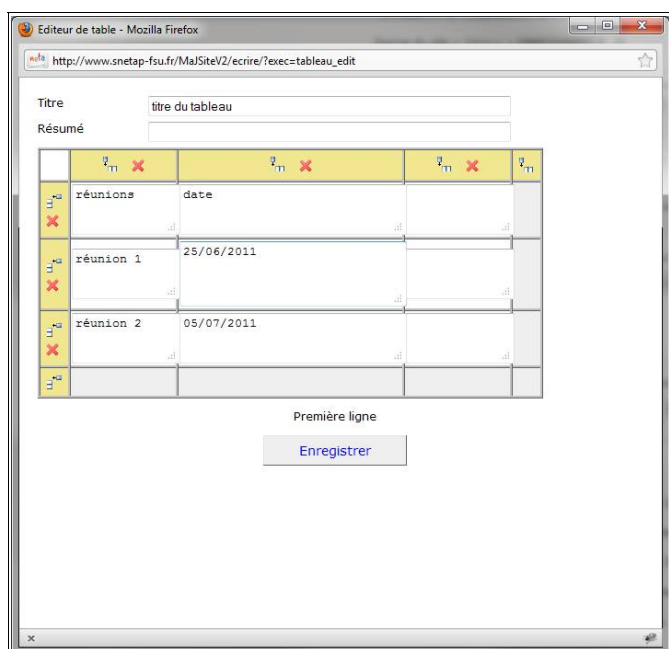 Editeur de table - Mozilla Firefox
http://www.snetap-fsu.fr/MaJSiteV2/ecrire/?exec=tableau_edit
Titre titre du tableau
Résumé
réunions date
réunion 1 25/06/2011
réunion 2 05/07/2011
Première ligne
Enregistrer